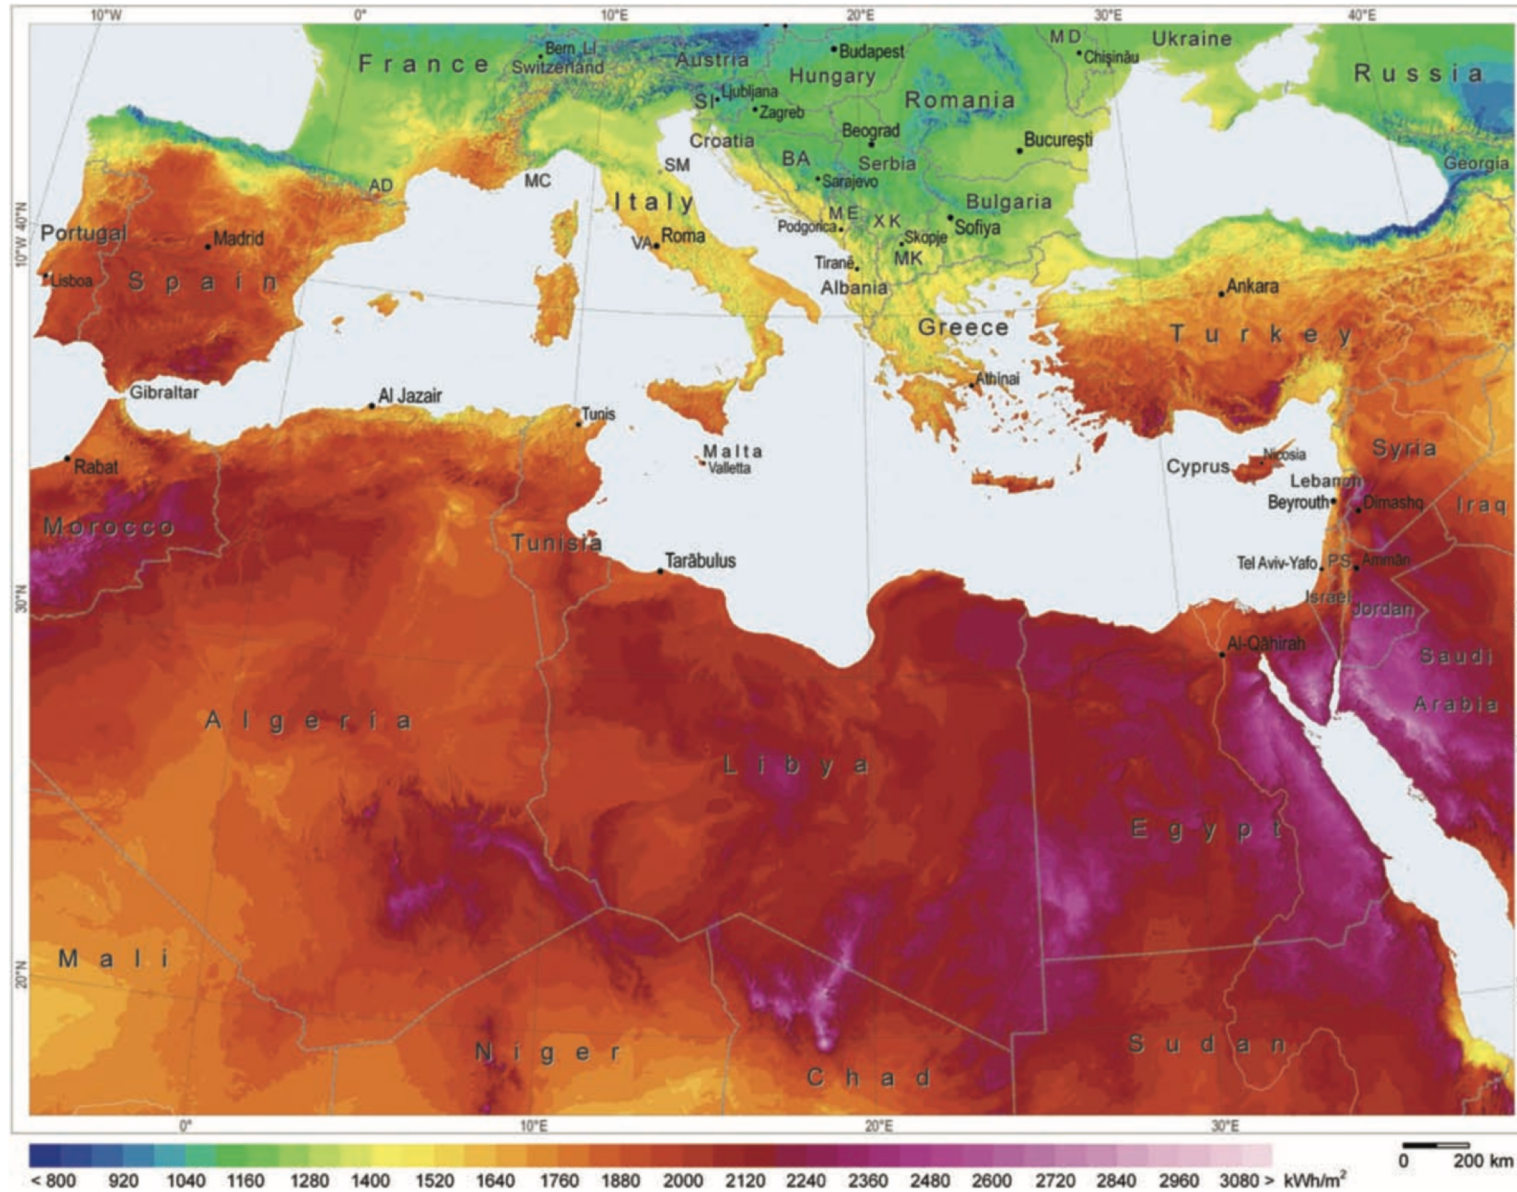 10°W 0° 10°E 20°E 30°E 40°E
MD Ukraine
France Bern LI Austria Budapest Chişinău
Switzenand Hungary Russia
SI Ljubljana Romania
Zagreb
Croatia Beograd Bucureşti
BA Serbia Georgia
SM
AD MC Sarajevo
Italy ME XK Bulgaria
40°N
10°W
Portugal Madrid VA Roma Podgorica Skopje Sofiya
Lisboa Spain Tiranë MK
Albania Ankara
Greece Turkey
Gibraltar Al Jazair Athinai
Tunis
Rabat Malta Syria
Valletta Cyprus Nicosia
Lebanon
Morocco Beyrouth Dimashq Iraq
Tunisia
Tarābulus Tel Aviv-Yafo PS Ammān
30°N Israel Jordan
Al-Qāhirah Saudi
Arabia
Algeria
Libya
Egypt
Mali
20°N
Niger Sudan
Chad
0° 10°E 20°E 30°E
< 800 920 1040 1160 1280 1400 1520 1640 1760 1880 2000 2120 2240 2360 2480 2600 2720 2840 2960 3080 > kWh/m²
0 200 km